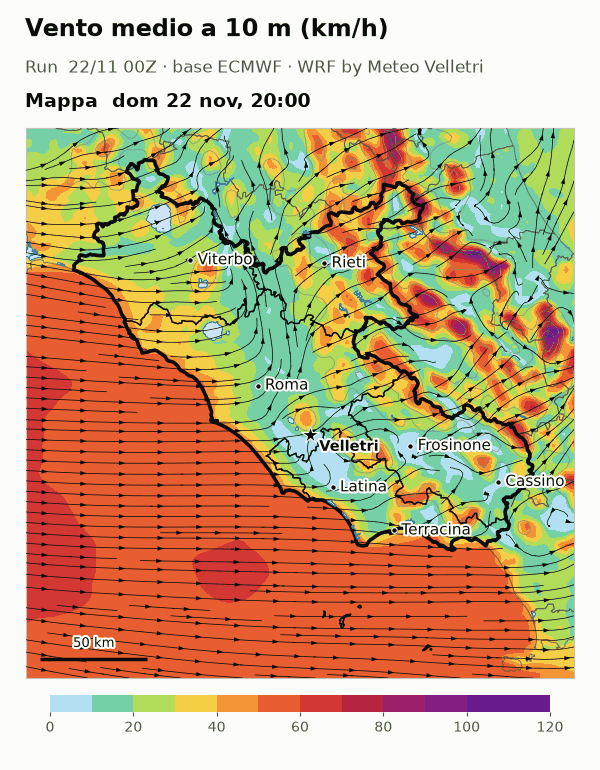 Vento medio a 10 m (km/h)
Run  22/11 00Z · base ECMWF · WRF by Meteo Velletri
Mappa  dom 22 nov, 20:00
Viterbo
Rieti
Roma
Velletri
Frosinone
Cassino
Latina
Terracina
50 km
0 20 40 60 80 100 120